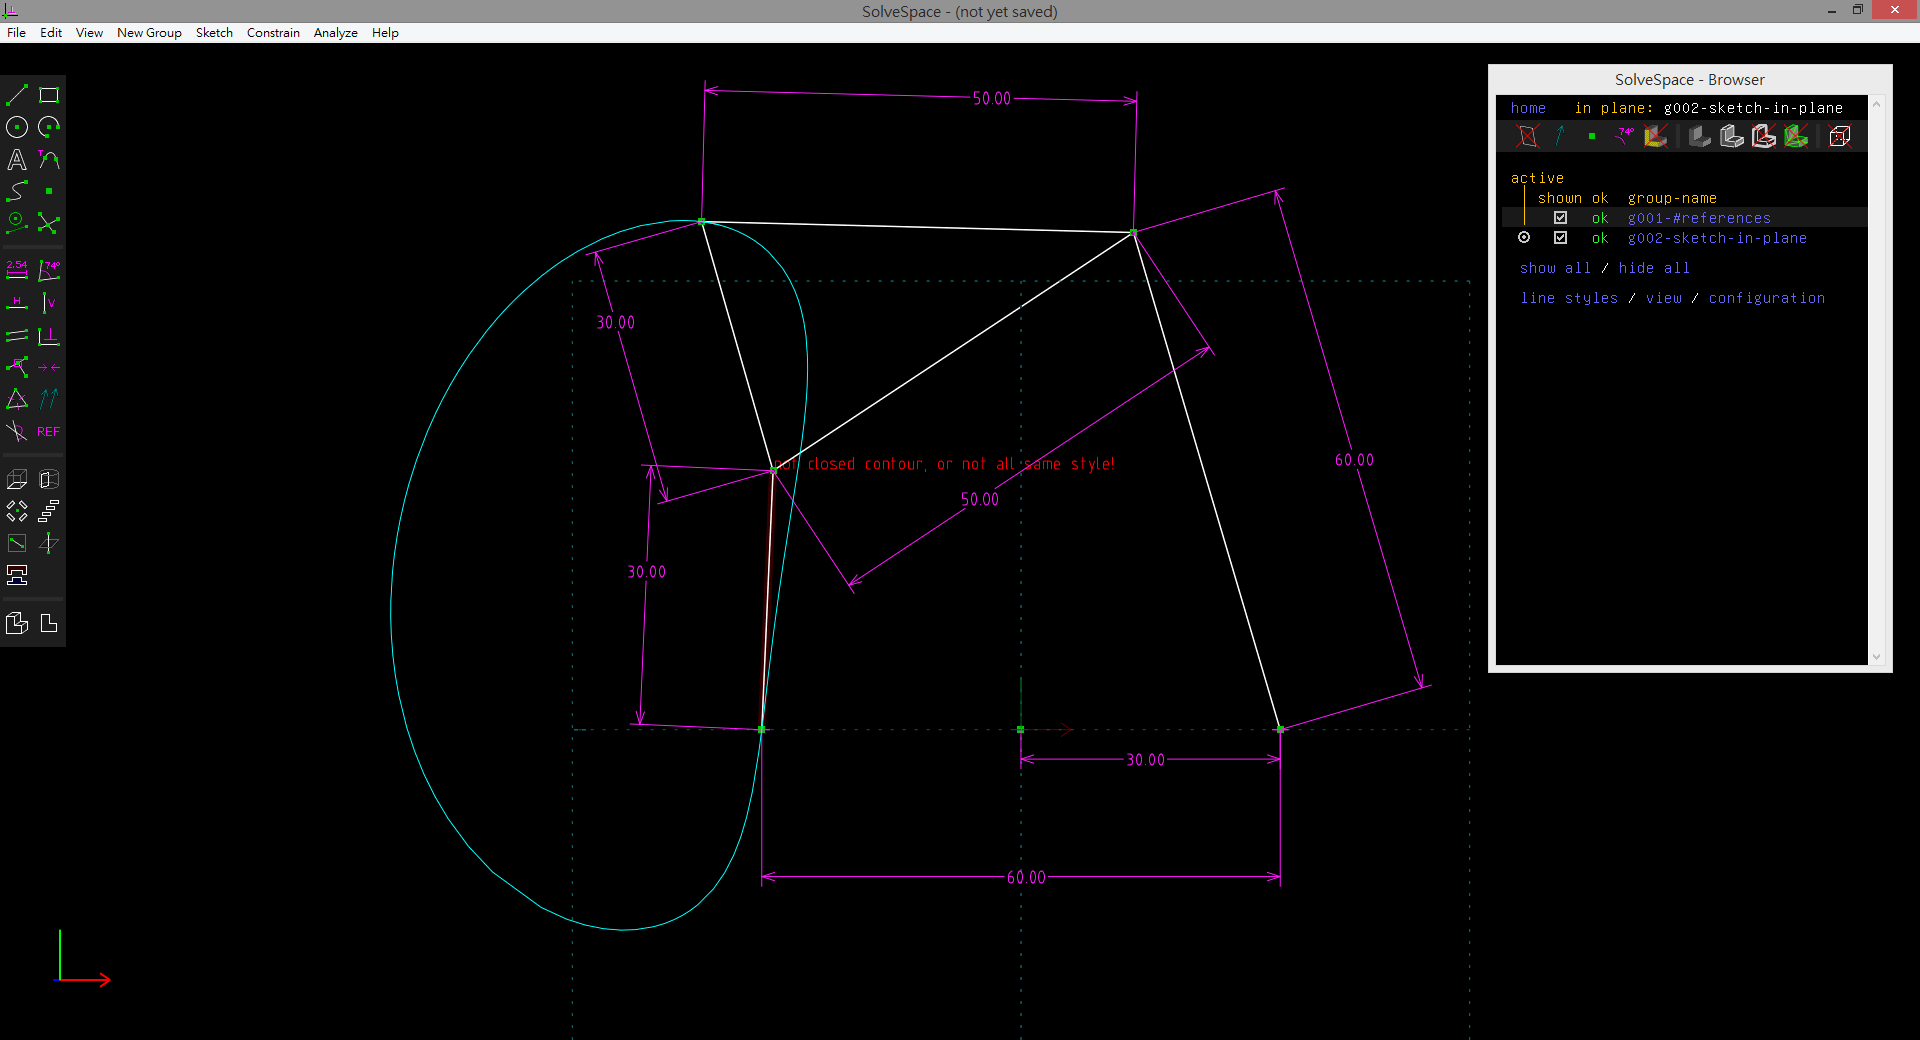 SolveSpace - (not yet saved)
File Edit View New Group Sketch Constrain Analyze Help
SolveSpace - Browser
home in plane: g002-sketch-in-plane
74°
active
shown ok group-name
ok g001-#references
ok g002-sketch-in-plane
show all / hide all
line styles / view / configuration
A T
2.54 74°
H V
REF
50.00
30.00
60.00
not closed contour, or not all same style!
50.00
30.00
30.00
60.00